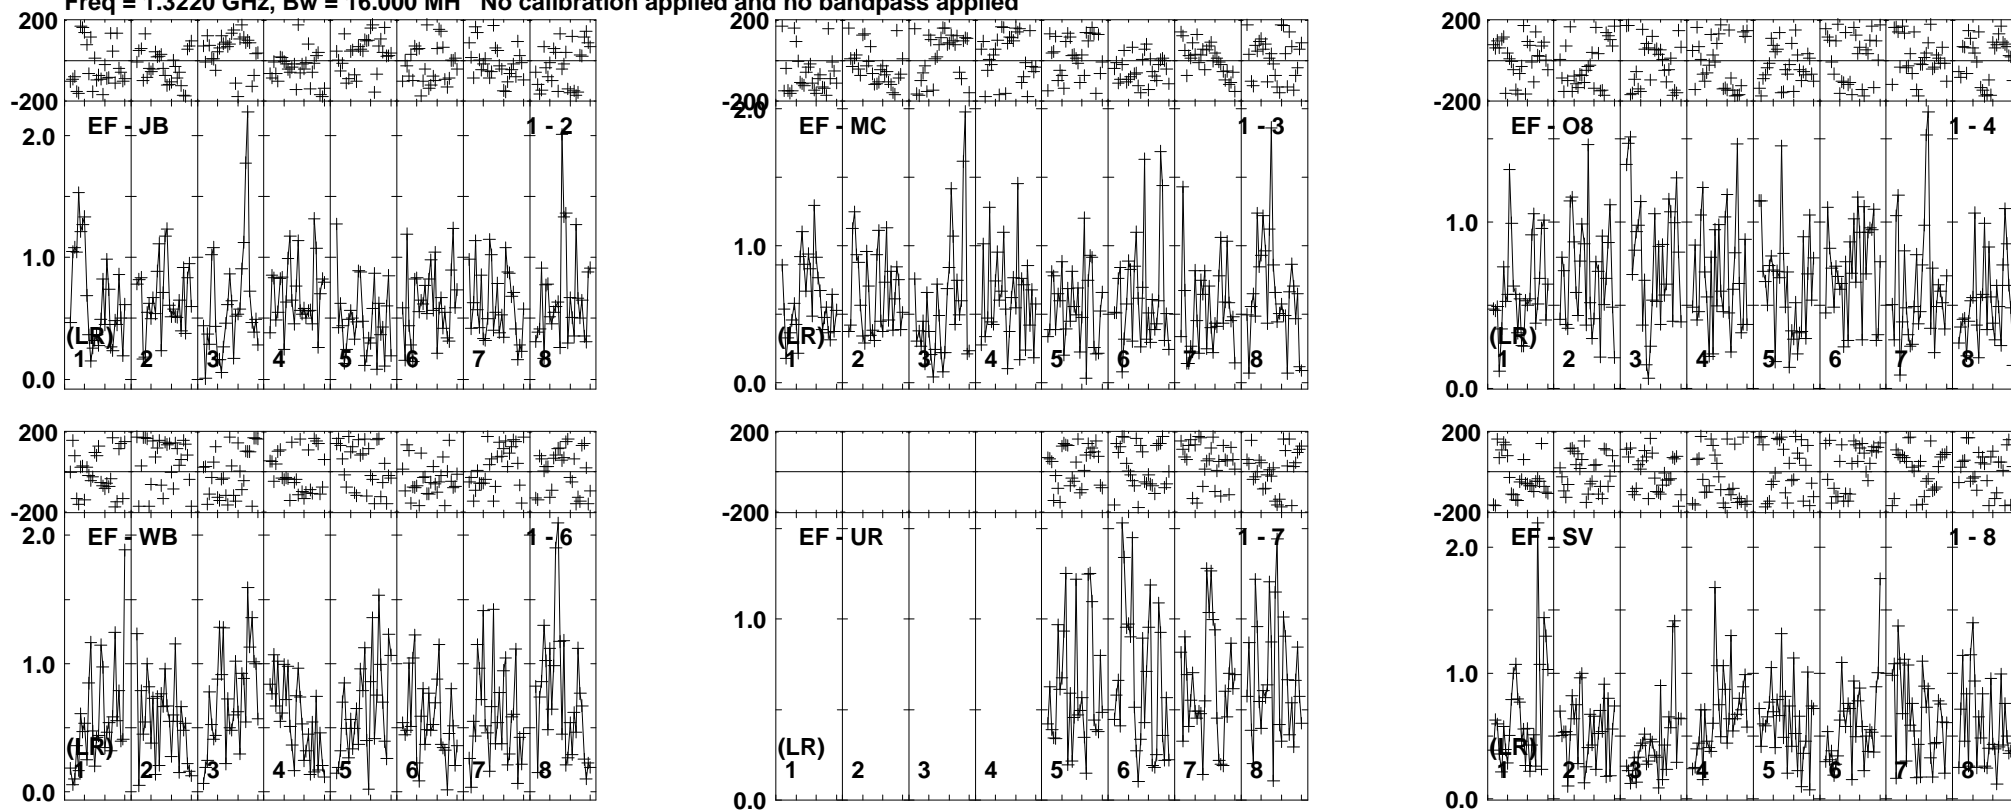 Freq = 1.3220 GHz, Bw = 16.000 MH   No calibration applied and no bandpass applied
200
-200
EF - JB 1 - 2
2.0
1.0
(LR)
1 2 3 4 5 6 7 8
0.0
200
-200
2.0
EF - MC 1 - 3
1.0
(LR)
1 2 3 4 5 6 7 8
0.0
200
-200
EF - O8 1 - 4
1.0
(LR)
1 2 3 4 5 6 7 8
0.0
200
-200
EF - WB 1 - 6
2.0
1.0
(LR)
1 2 3 4 5 6 7 8
0.0
200
-200
EF - UR 1 - 7
1.0
(LR)
1 2 3 4 5 6 7 8
0.0
200
-200
EF - SV 1 - 8
2.0
1.0
(LR)
1 2 3 4 5 6 7 8
0.0